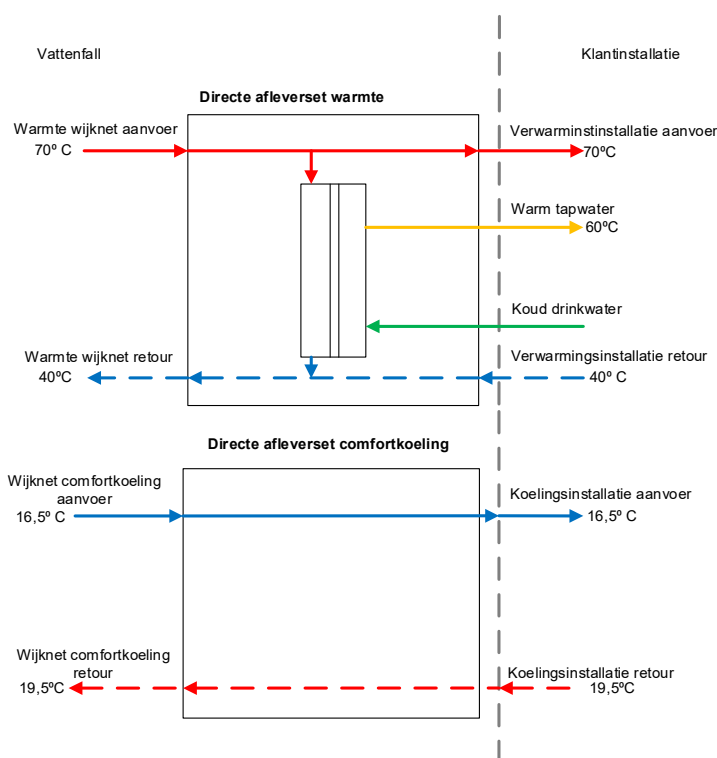 Vattenfall
Klantinstallatie
Directe afleverset warmte
Warmte wijknet aanvoer
70º C
Verwarminstinstallatie aanvoer
70ºC
Warm tapwater
60ºC
Koud drinkwater
Warmte wijknet retour
40ºC
Verwarmingsinstallatie retour
40º C
Directe afleverset comfortkoeling
Wijknet comfortkoeling
aanvoer
16,5º C
Koelingsinstallatie aanvoer
16,5º C
Wijknet comfortkoeling
retour
19,5ºC
Koelingsinstallatie retour
19,5ºC